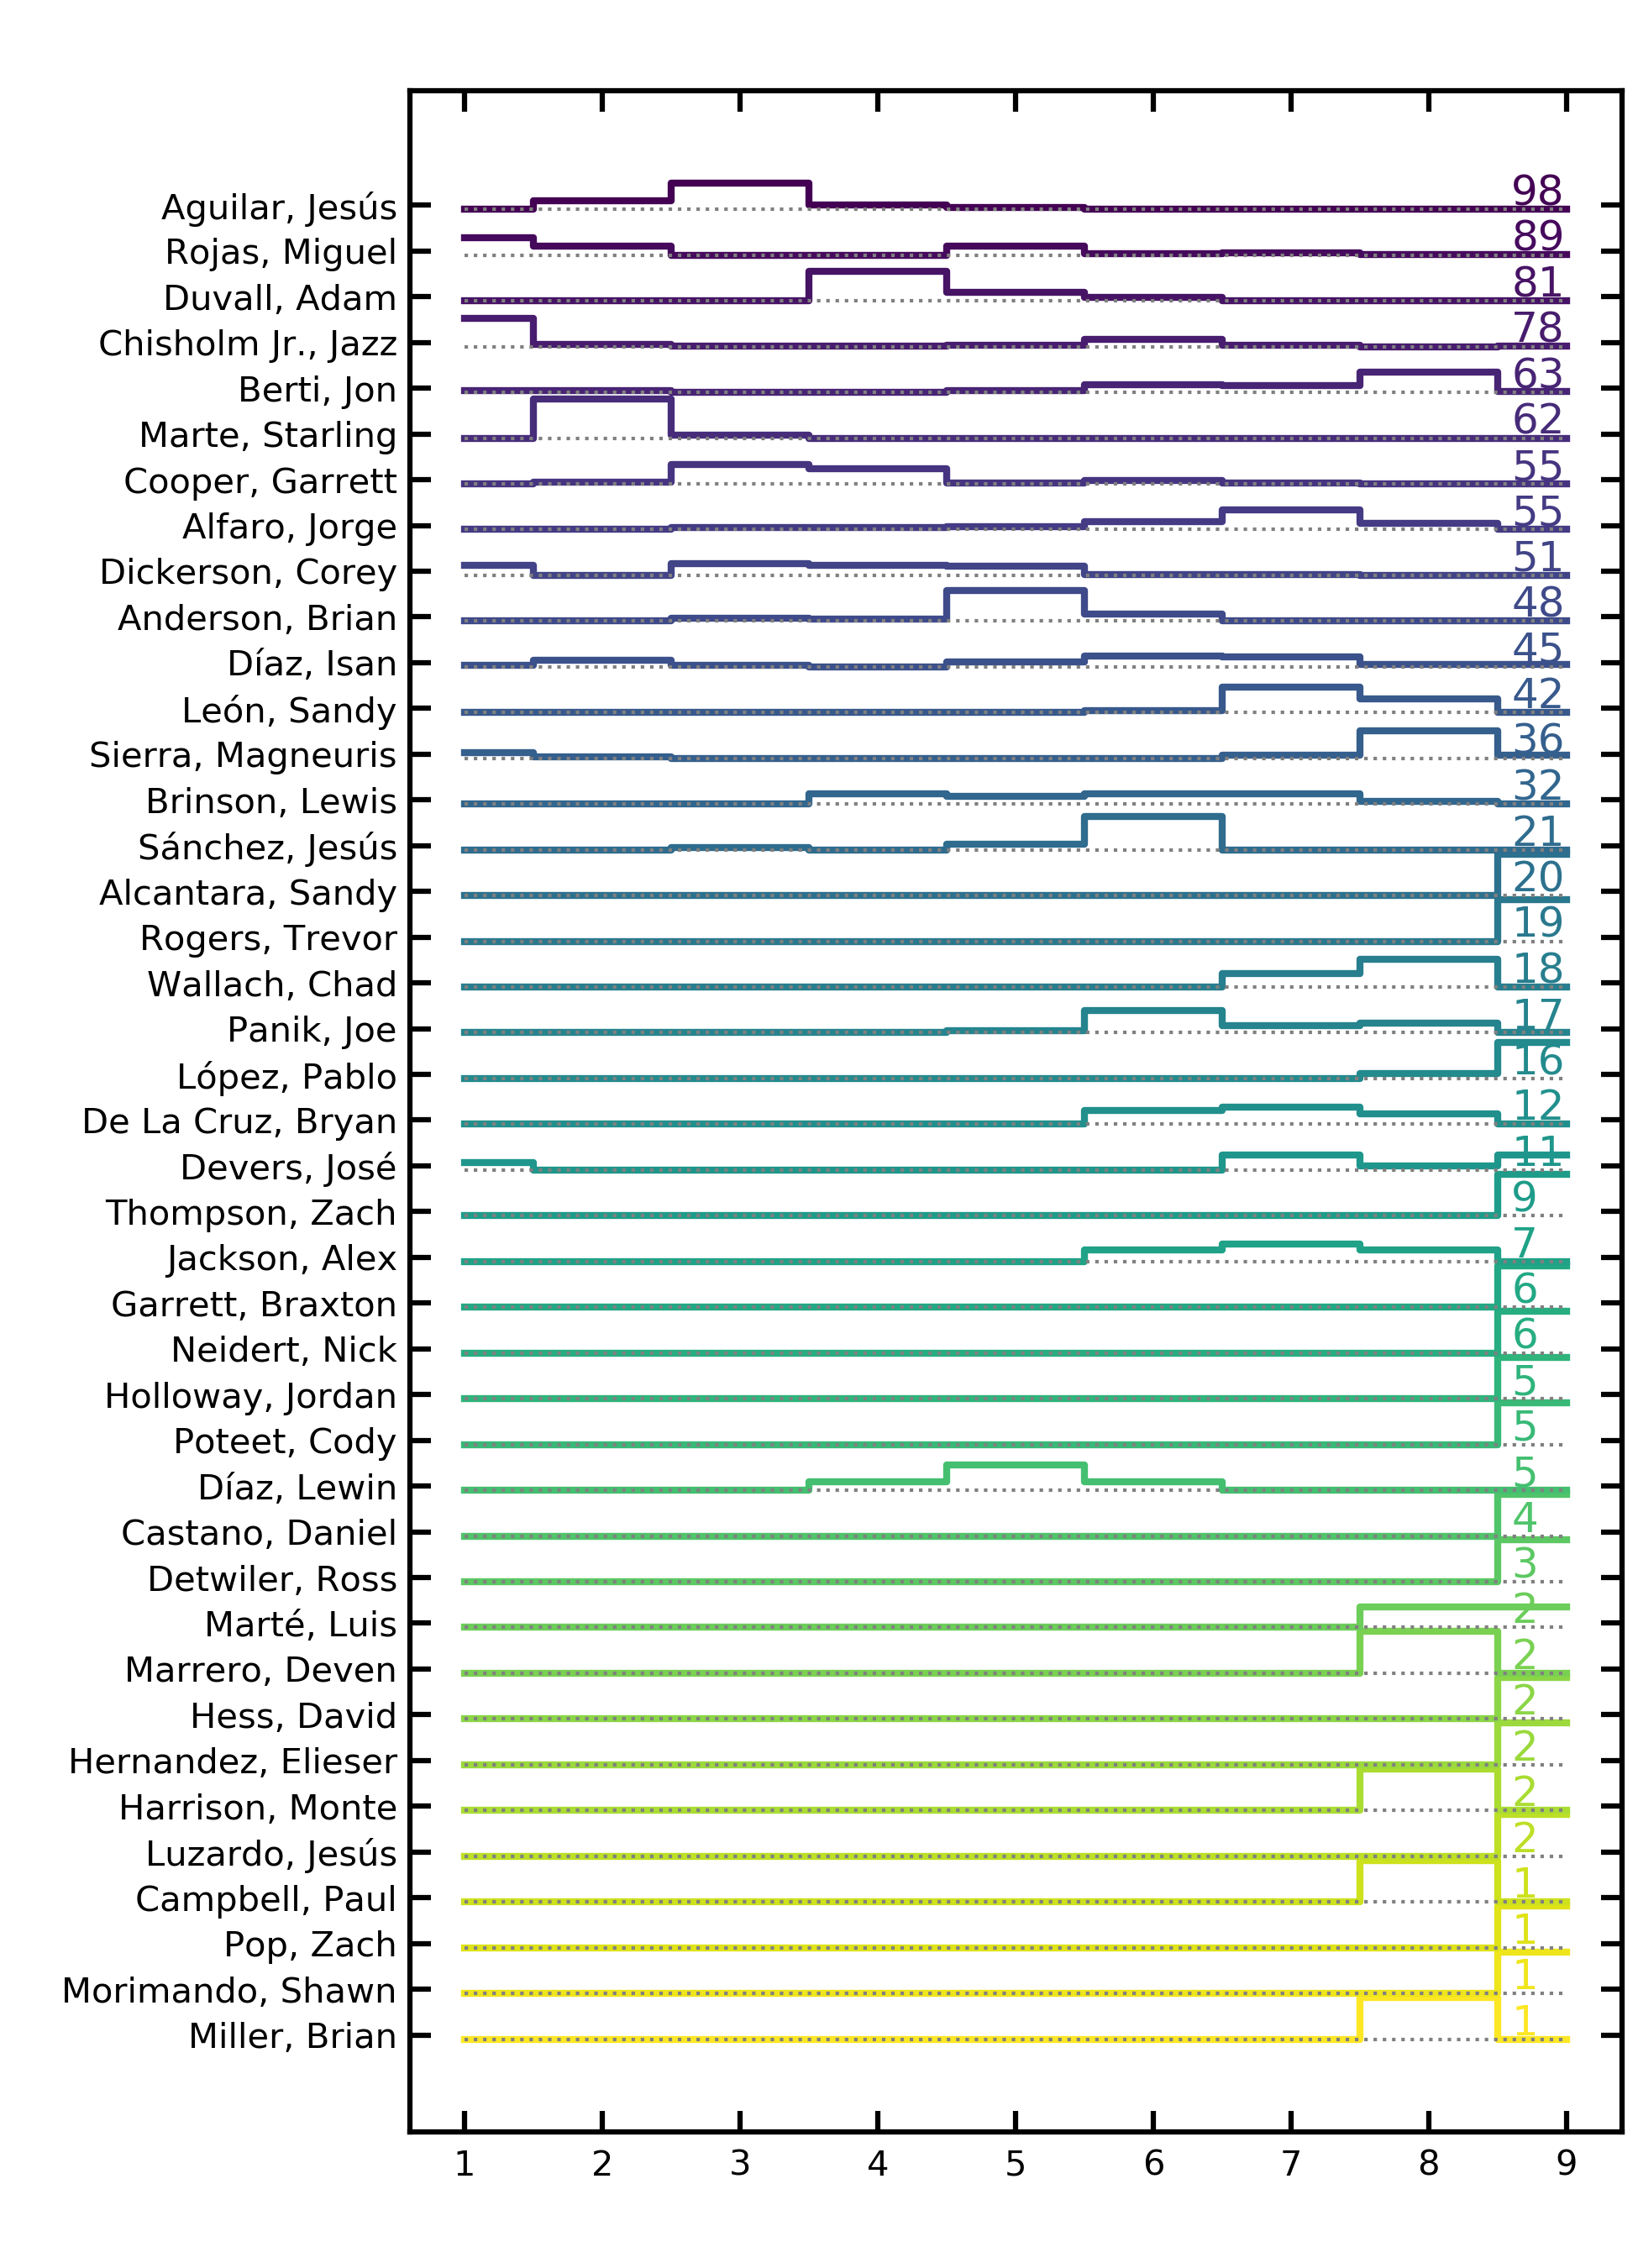 Aguilar, Jesús 98
Rojas, Miguel 89
Duvall, Adam 81
Chisholm Jr., Jazz 78
Berti, Jon 63
Marte, Starling 62
Cooper, Garrett 55
Alfaro, Jorge 55
Dickerson, Corey 51
Anderson, Brian 48
Díaz, Isan 45
León, Sandy 42
Sierra, Magneuris 36
Brinson, Lewis 32
Sánchez, Jesús 21
Alcantara, Sandy 20
Rogers, Trevor 19
Wallach, Chad 18
Panik, Joe 17
López, Pablo 16
De La Cruz, Bryan 12
Devers, José 11
Thompson, Zach 9
Jackson, Alex 7
Garrett, Braxton 6
Neidert, Nick 6
Holloway, Jordan 5
Poteet, Cody 5
Díaz, Lewin 5
Castano, Daniel 4
Detwiler, Ross 3
Marté, Luis 2
Marrero, Deven 2
Hess, David 2
Hernandez, Elieser 2
Harrison, Monte 2
Luzardo, Jesús 2
Campbell, Paul 1
Pop, Zach 1
Morimando, Shawn 1
Miller, Brian 1
1 2 3 4 5 6 7 8 9